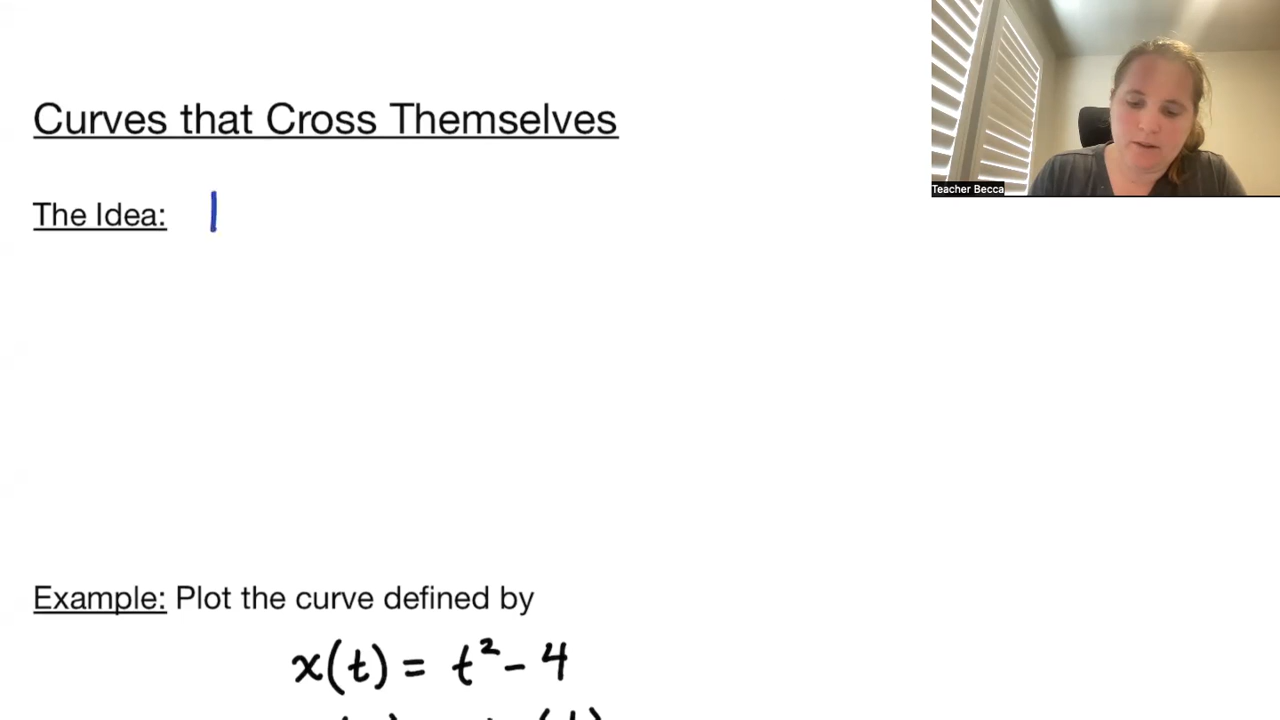 Curves that Cross Themselves
Teacher Becca
The Idea:
Example: Plot the curve defined by
x(t) = t² - 4